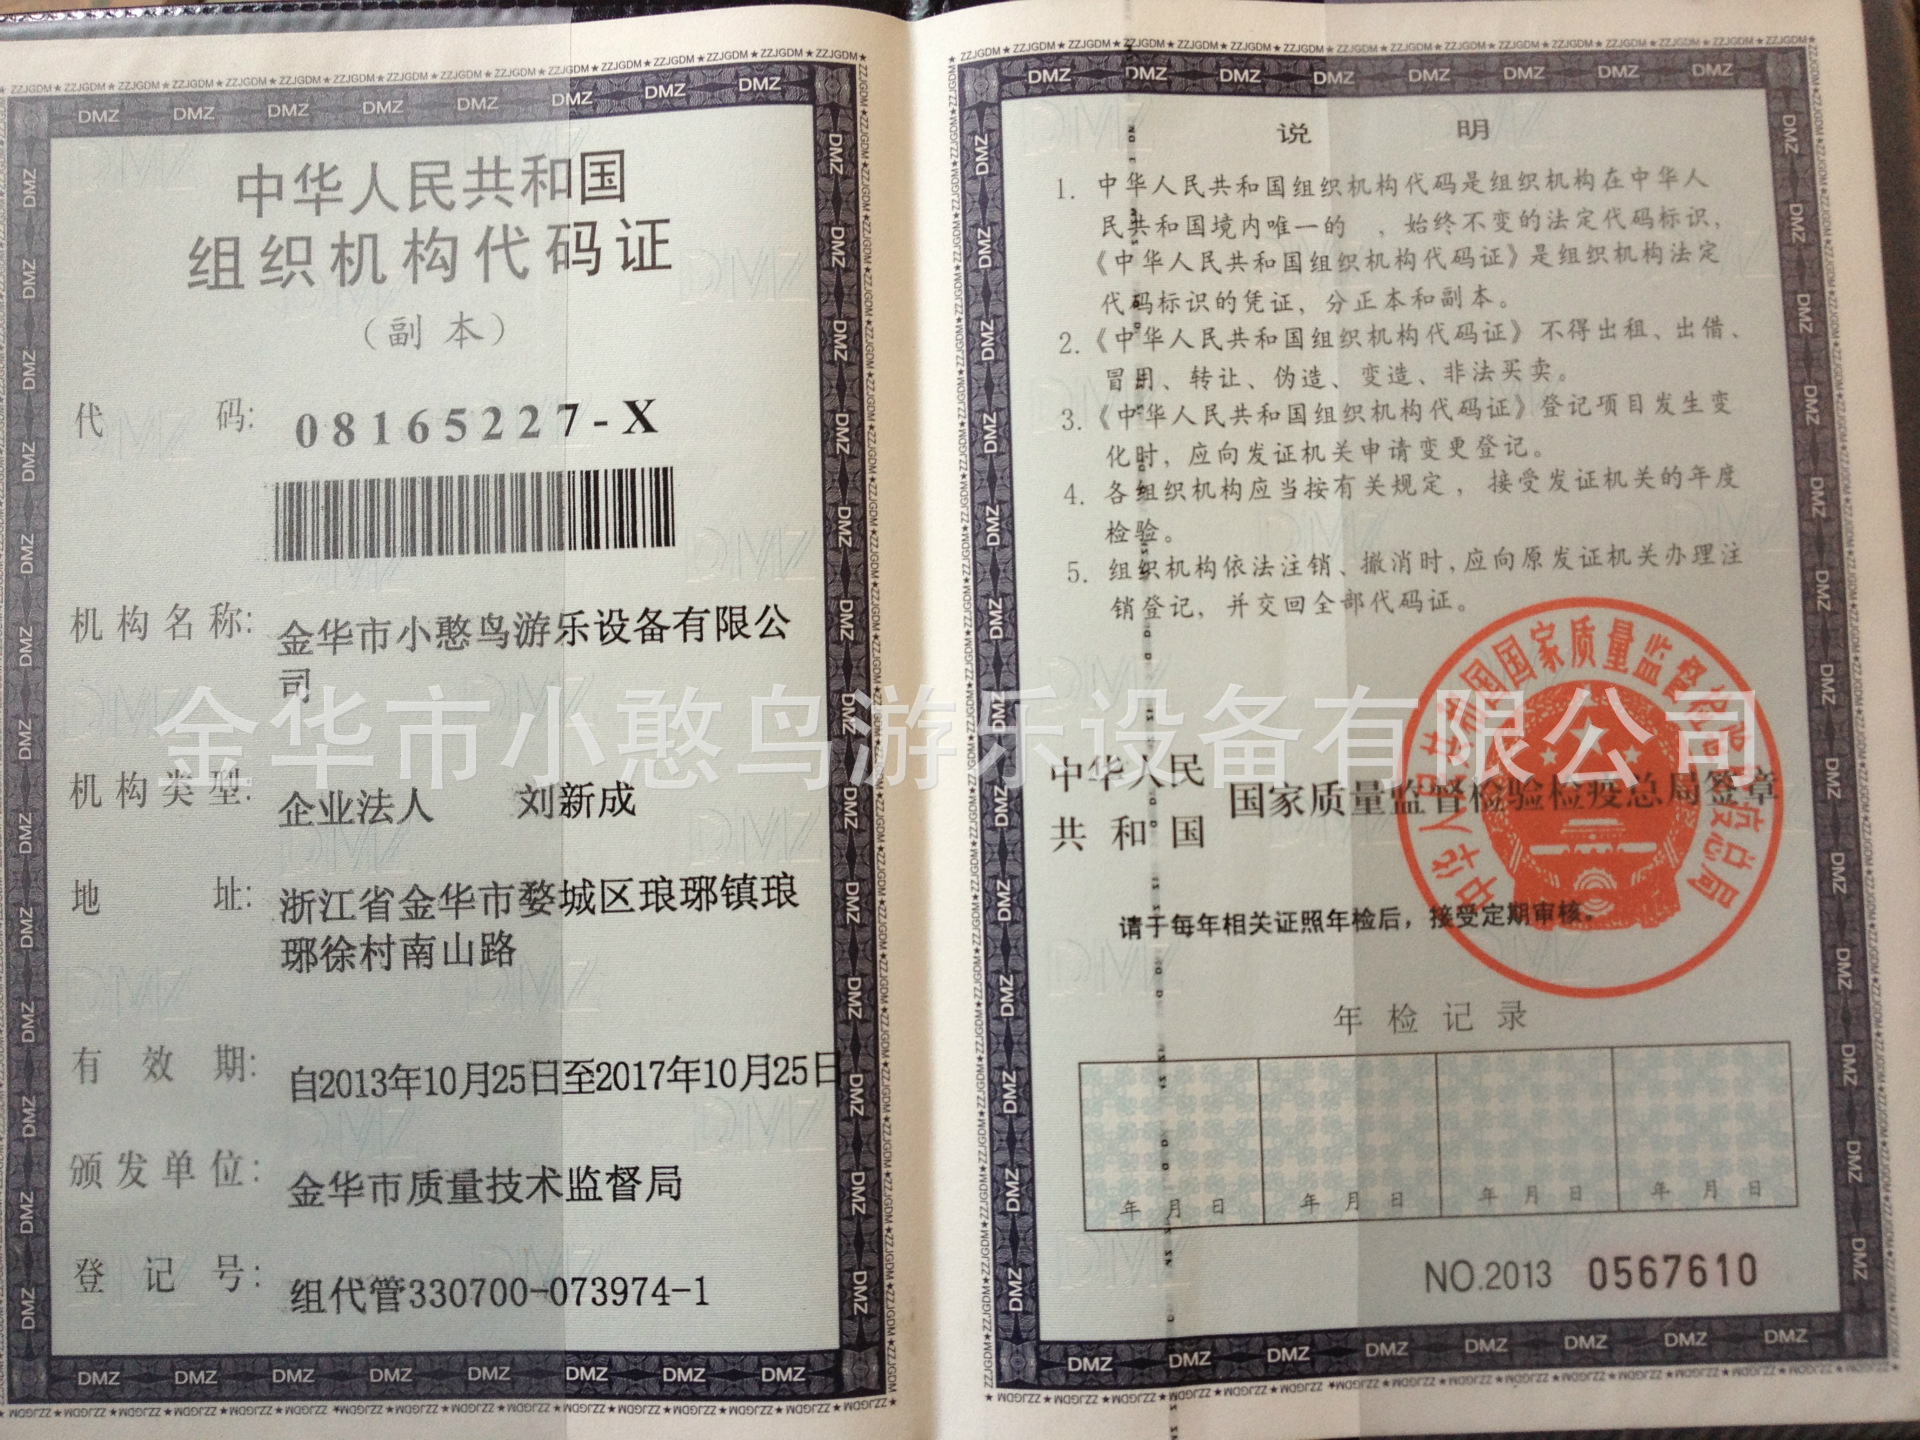 中华人民共和国
组织机构代码证
（副 本）
代 码: 08165227-X
机构名称: 金华市小憨鸟游乐设备有限公
司
机构类型: 企业法人 刘新成
地 址: 浙江省金华市婺城区琅琊镇琅
琊徐村南山路
有 效 期: 自2013年10月25日至2017年10月25日
颁发单位: 金华市质量技术监督局
登 记 号: 组代管330700-073974-1
说 明
1. 中华人民共和国组织机构代码是组织机构在中华人
民共和国境内唯一的 ，始终不变的法定代码标识，
《中华人民共和国组织机构代码证》是组织机构法定
代码标识的凭证，分正本和副本。
2.《中华人民共和国组织机构代码证》不得出租、出借、
冒用、转让、伪造、变造、非法买卖。
3.《中华人民共和国组织机构代码证》登记项目发生变
化时，应向发证机关申请变更登记。
4. 各组织机构应当按有关规定，接受发证机关的年度
检验。
5. 组织机构依法注销、撤消时,应向原发证机关办理注
销登记，并交回全部代码证。
中华人民
共和国 国家质量监督检验检疫总局签章
中华人民共和国国家质量监督检验检疫总局
请于每年相关证照年检后，接受定期审核。
年 检 记 录
年 月 日 年 月 日 年 月 日 年 月 日
NO.2013 0567610
金华市小憨鸟游乐设备有限公司